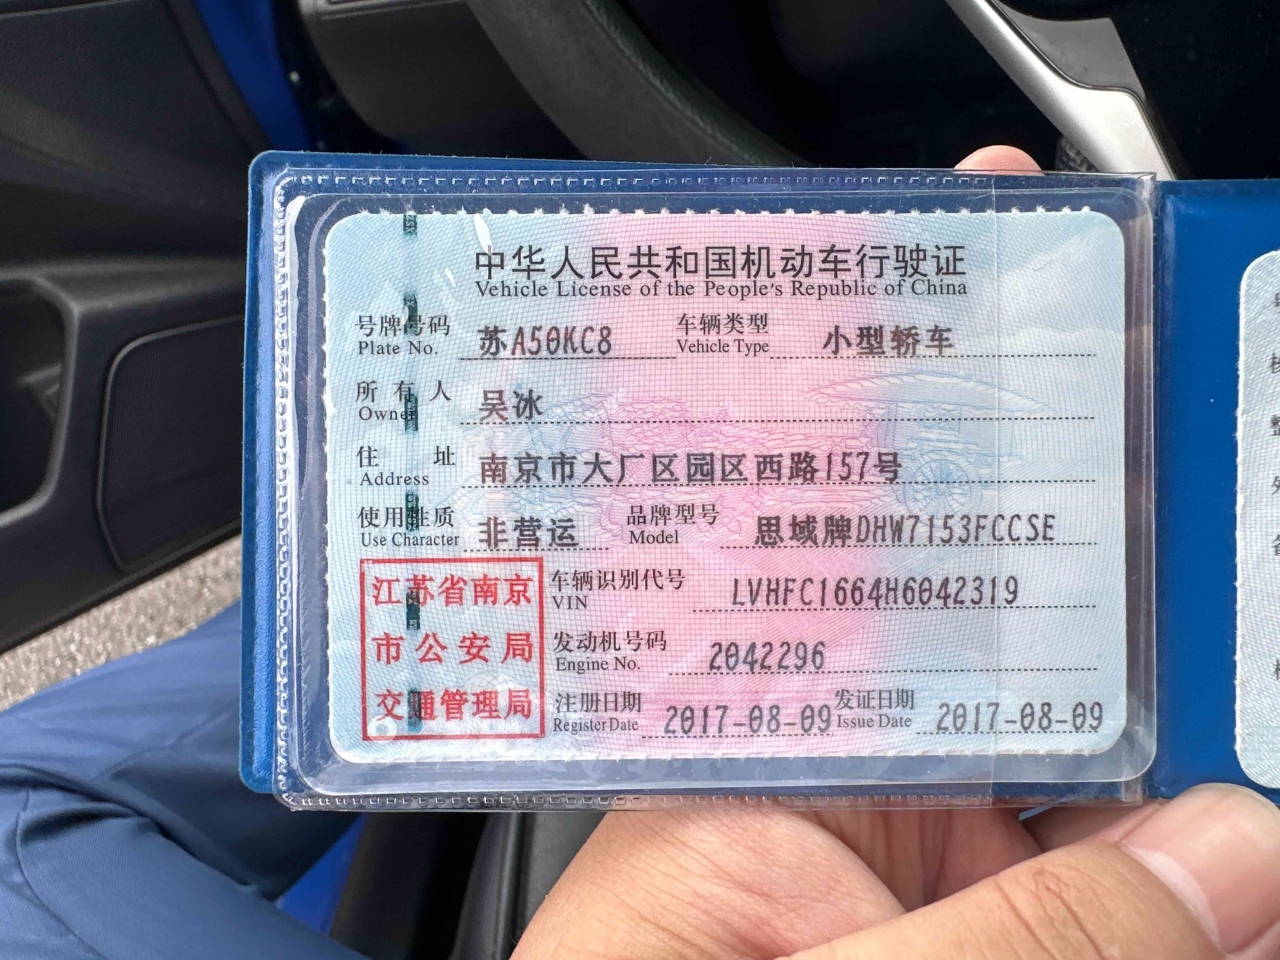 中华人民共和国机动车行驶证
Vehicle License of the People's Republic of China
号牌号码 苏A50KC8 车辆类型 小型轿车
Plate No. Vehicle Type
所有人 吴冰
Owner
住址 南京市大厂区园区西路157号
Address
使用性质 非营运 品牌型号 思域牌DHW7153FCCSE
Use Character Model
江苏省南京
市公安局
交通管理局
车辆识别代号 LVHFC1664H6042319
VIN
发动机号码 2042296
Engine No.
注册日期 2017-08-09 发证日期 2017-08-09
Register Date Issue Date